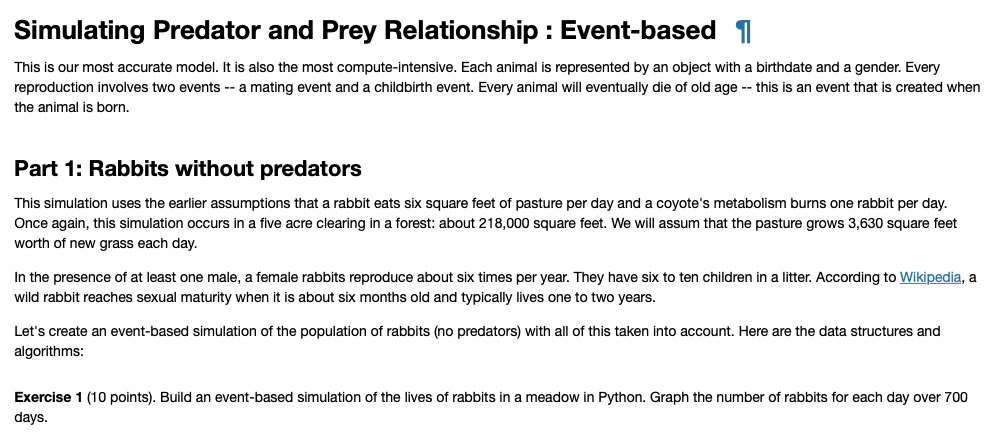 Simulating Predator and Prey Relationship : Event-based ¶
This is our most accurate model. It is also the most compute-intensive. Each animal is represented by an object with a birthdate and a gender. Every
reproduction involves two events -- a mating event and a childbirth event. Every animal will eventually die of old age -- this is an event that is created when
the animal is born.
Part 1: Rabbits without predators
This simulation uses the earlier assumptions that a rabbit eats six square feet of pasture per day and a coyote's metabolism burns one rabbit per day.
Once again, this simulation occurs in a five acre clearing in a forest: about 218,000 square feet. We will assum that the pasture grows 3,630 square feet
worth of new grass each day.
In the presence of at least one male, a female rabbits reproduce about six times per year. They have six to ten children in a litter. According to Wikipedia, a
wild rabbit reaches sexual maturity when it is about six months old and typically lives one to two years.
Let's create an event-based simulation of the population of rabbits (no predators) with all of this taken into account. Here are the data structures and
algorithms:
Exercise 1 (10 points). Build an event-based simulation of the lives of rabbits in a meadow in Python. Graph the number of rabbits for each day over 700
days.